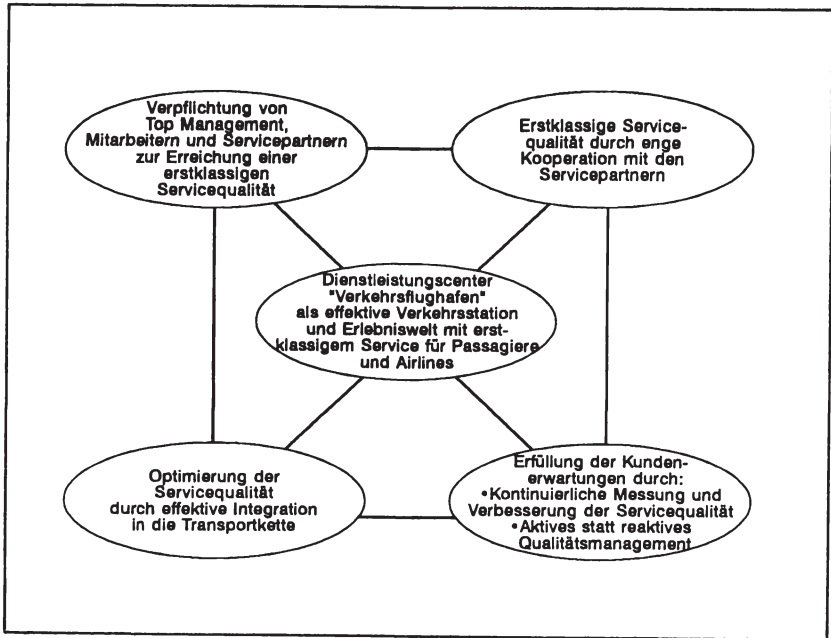 Verpflichtung von
Top Management,
Mitarbeitern und Servicepartnern
zur Erreichung einer
erstklassigen
Servicequalität
Erstklassige Service-
qualität durch enge
Kooperation mit den
Servicepartnern
Dienstleistungscenter
"Verkehrsflughafen"
als effektive Verkehrsstation
und Erlebniswelt mit erst-
klassigem Service für Passagiere
und Airlines
Optimierung der
Servicequalität
durch effektive Integration
in die Transportkette
Erfüllung der Kunden-
erwartungen durch:
•Kontinuierliche Messung und
Verbesserung der Servicequalität
•Aktives statt reaktives
Qualitätsmanagement